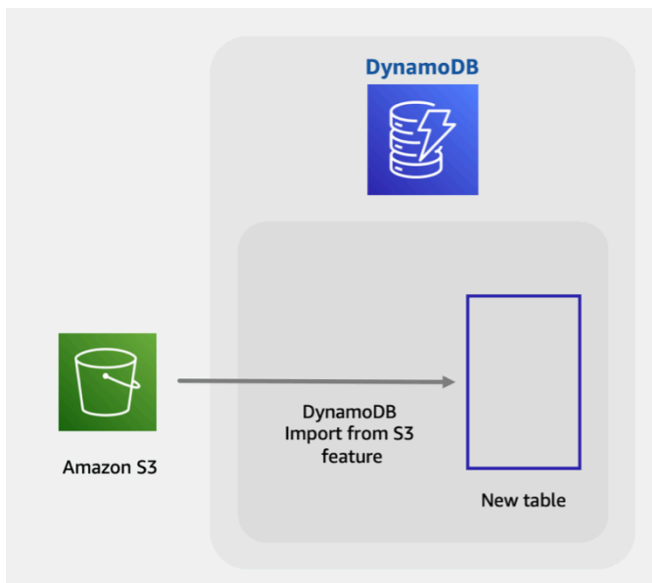 DynamoDB
DynamoDB
Import from S3
feature
Amazon S3
New table